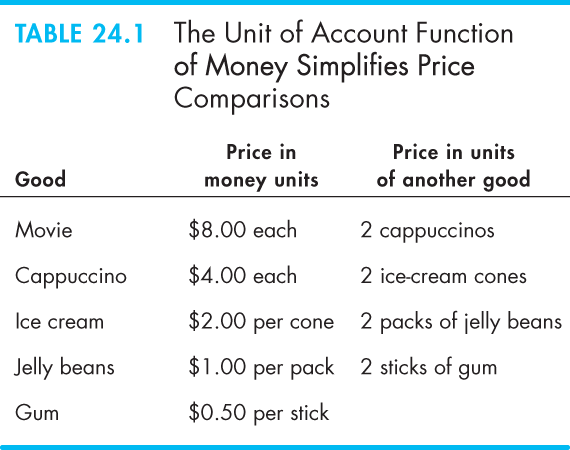 TABLE 24.1 The Unit of Account Function
of Money Simplifies Price
Comparisons
Price in Price in units
Good money units of another good
Movie $8.00 each 2 cappuccinos
Cappuccino $4.00 each 2 ice-cream cones
Ice cream $2.00 per cone 2 packs of jelly beans
Jelly beans $1.00 per pack 2 sticks of gum
Gum $0.50 per stick